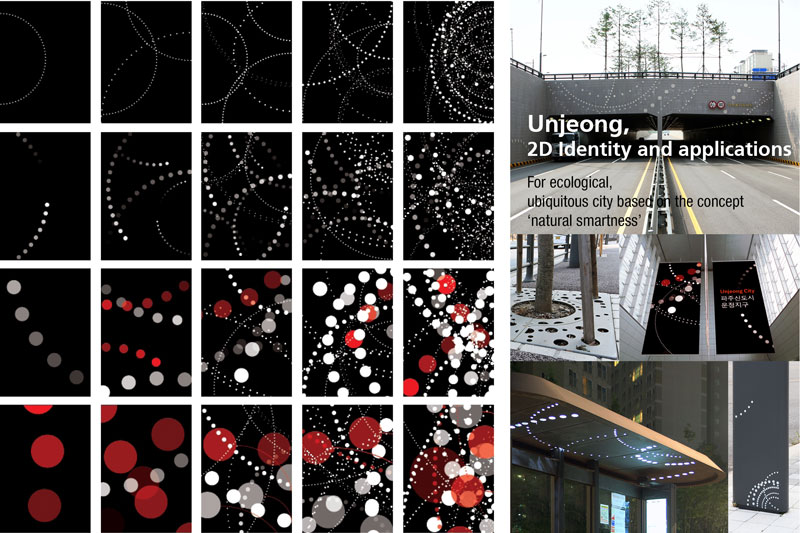 Unjeong,
2D Identity and applications
For ecological,
ubiquitous city based on the concept
‘natural smartness’
Unjeong City
파주신도시
운정지구